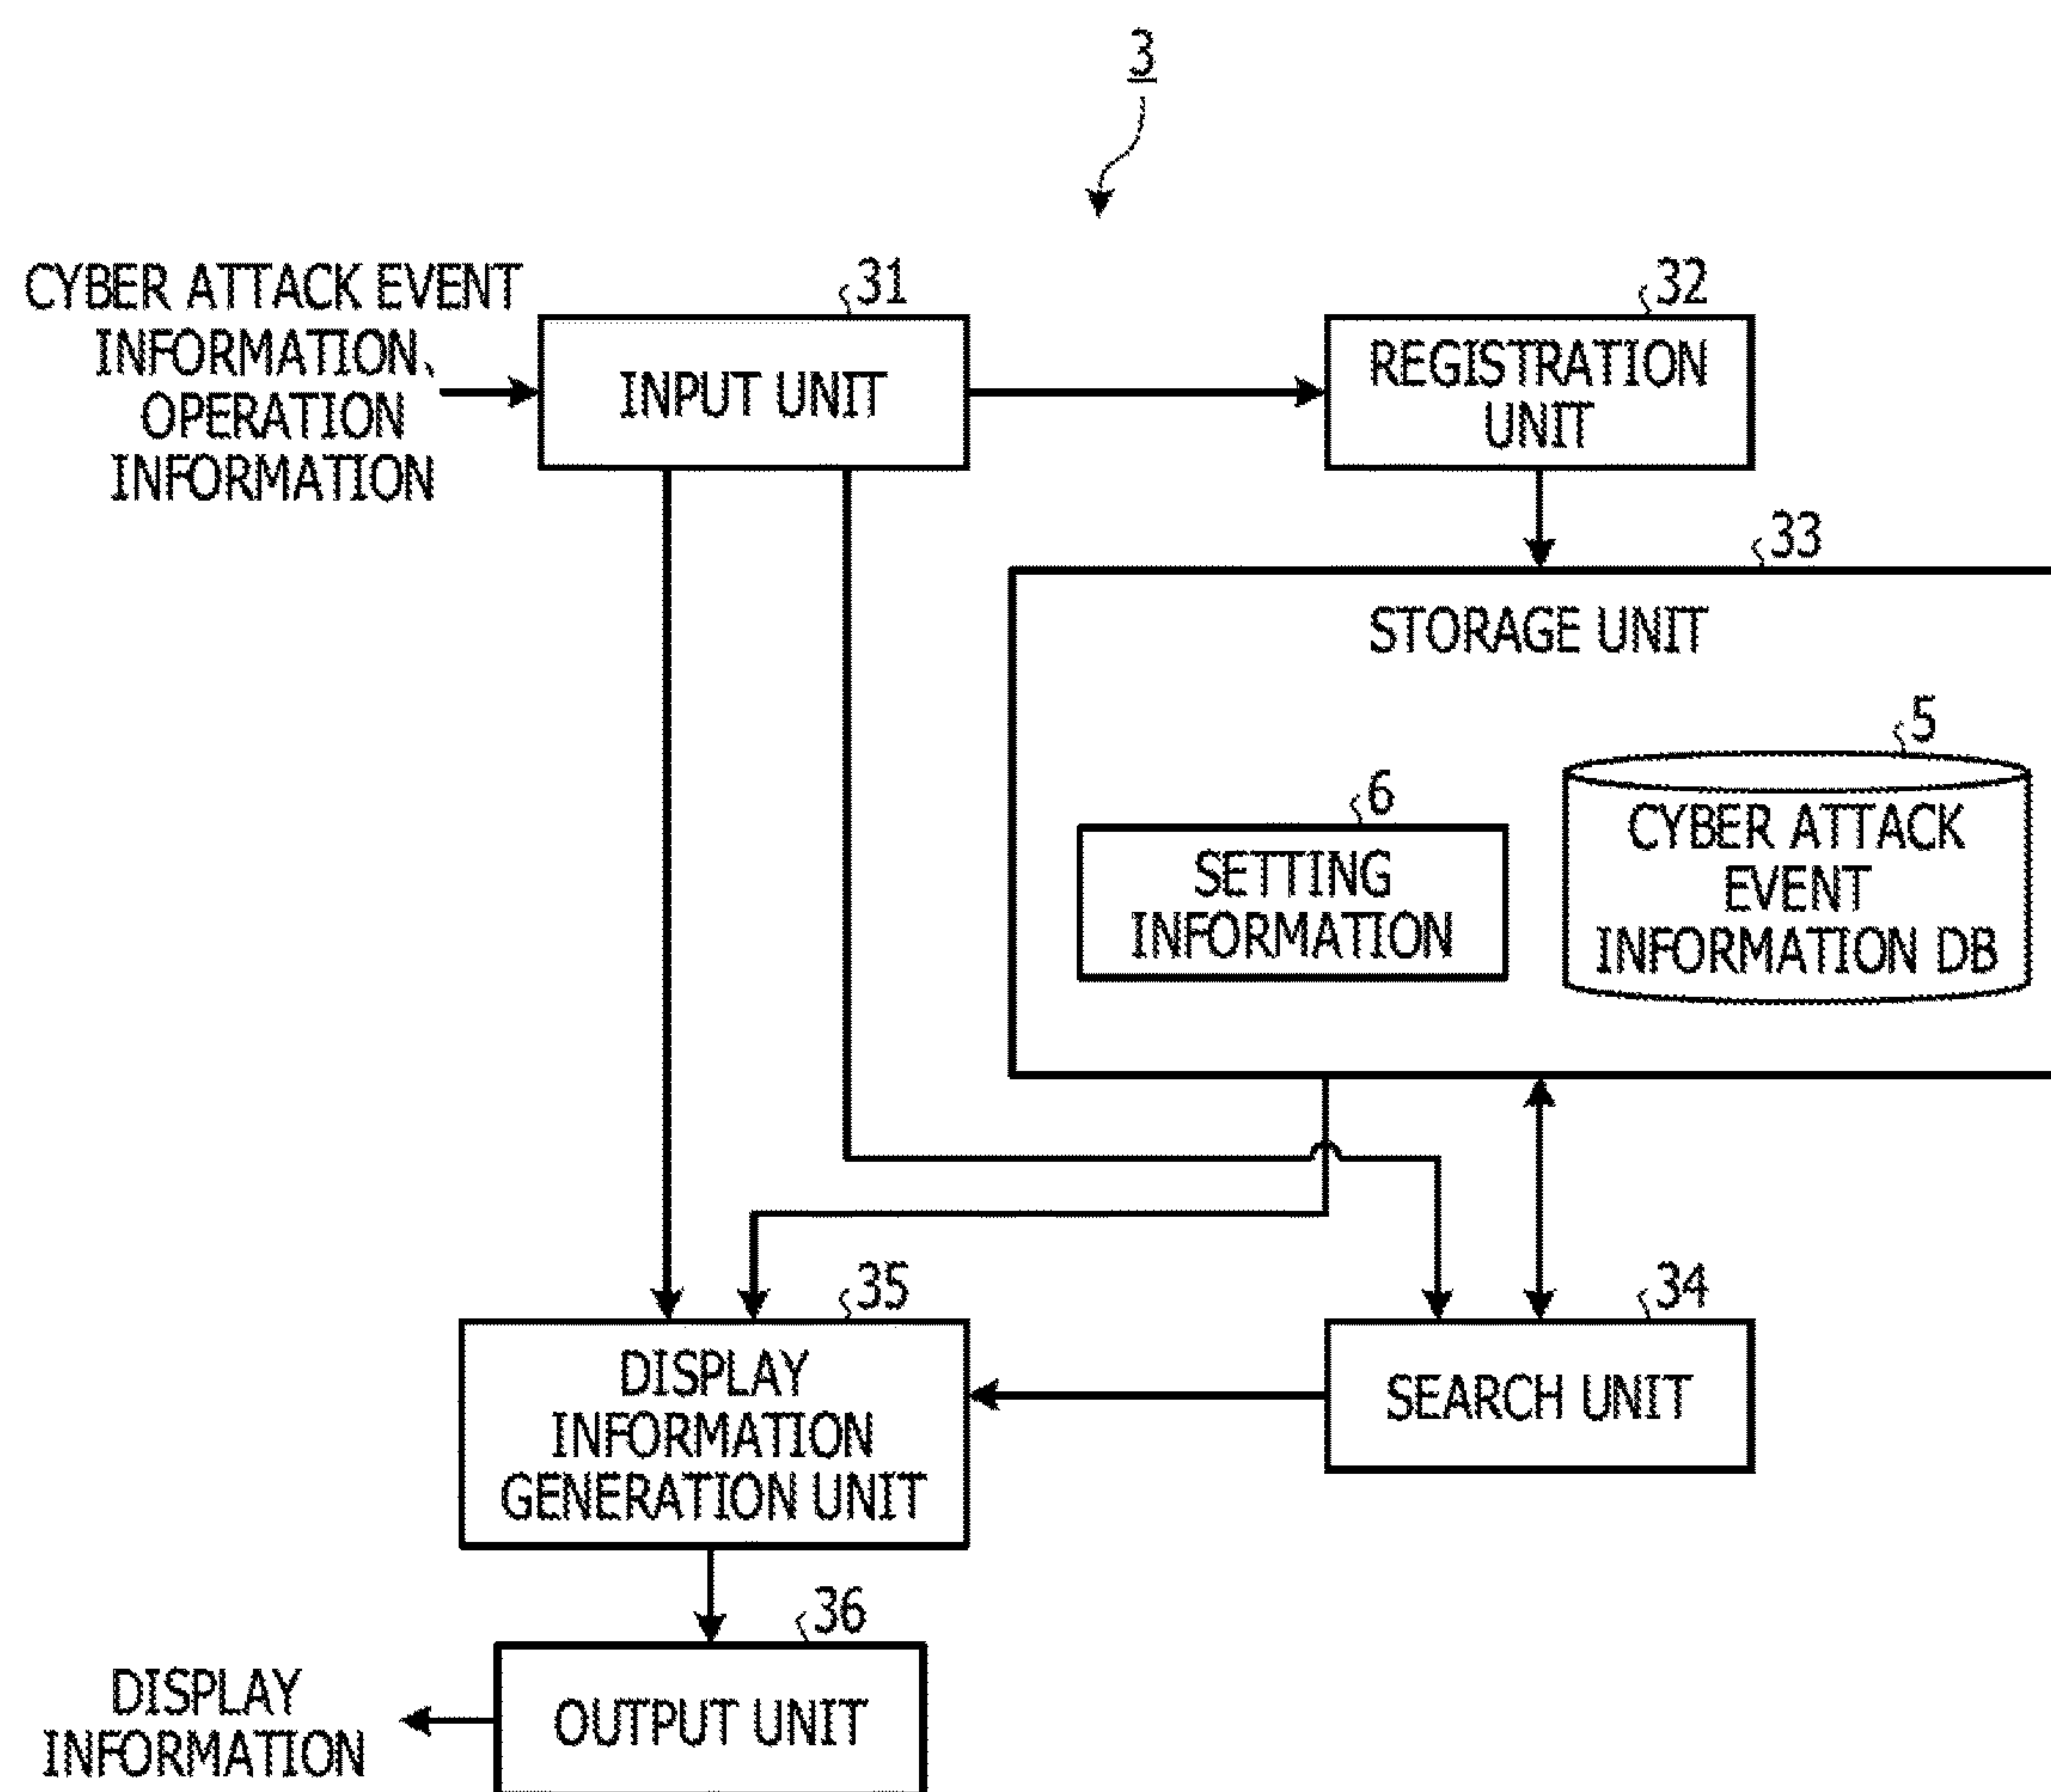 3
CYBER ATTACK EVENT
INFORMATION、
OPERATION
INFORMATION
31
INPUT UNIT
32
REGISTRATION
UNIT
33
STORAGE UNIT
6
SETTING
INFORMATION
5
CYBER ATTACK
EVENT
INFORMATION DB
35
DISPLAY
INFORMATION
GENERATION UNIT
34
SEARCH UNIT
36
OUTPUT UNIT
DISPLAY
INFORMATION